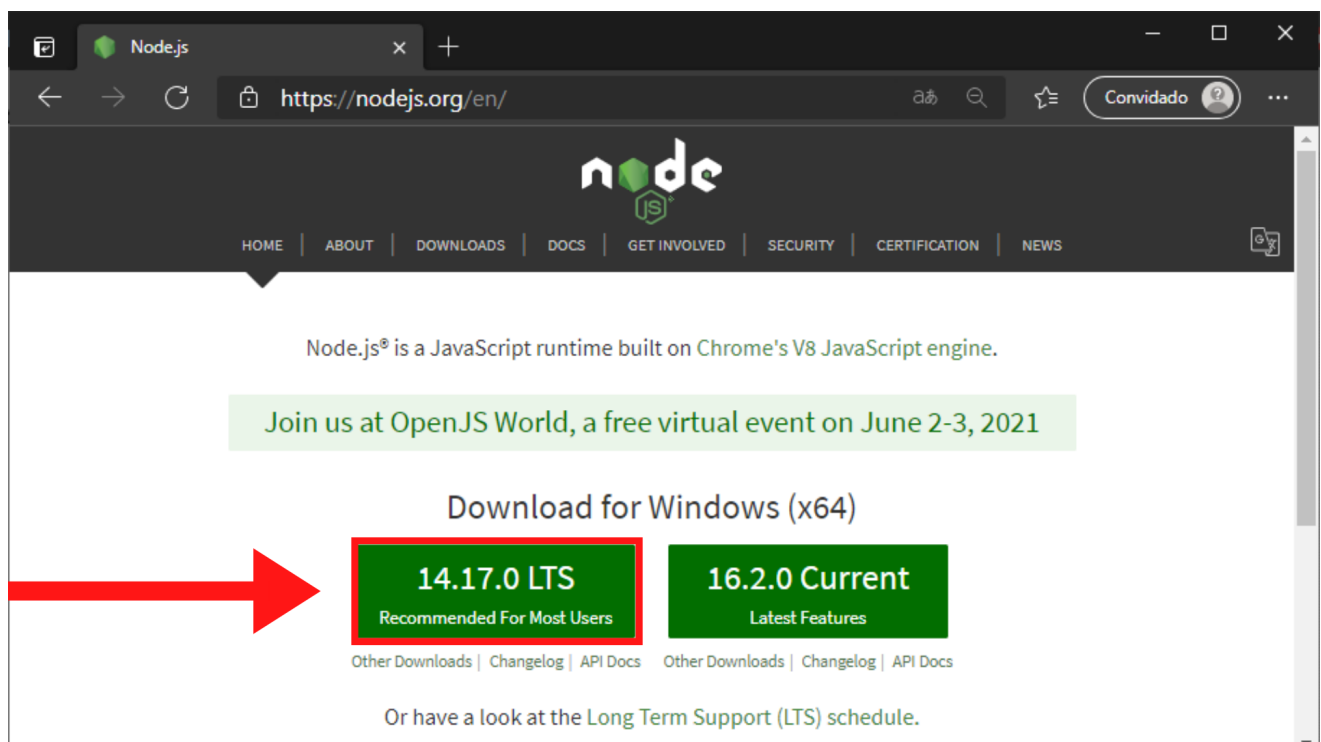 Node.js
https://nodejs.org/en/
aあ
Convidado
node
JS
HOME | ABOUT | DOWNLOADS | DOCS | GET INVOLVED | SECURITY | CERTIFICATION | NEWS
Node.js® is a JavaScript runtime built on Chrome's V8 JavaScript engine.
Join us at OpenJS World, a free virtual event on June 2-3, 2021
Download for Windows (x64)
14.17.0 LTS
Recommended For Most Users
16.2.0 Current
Latest Features
Other Downloads | Changelog | API Docs
Other Downloads | Changelog | API Docs
Or have a look at the Long Term Support (LTS) schedule.